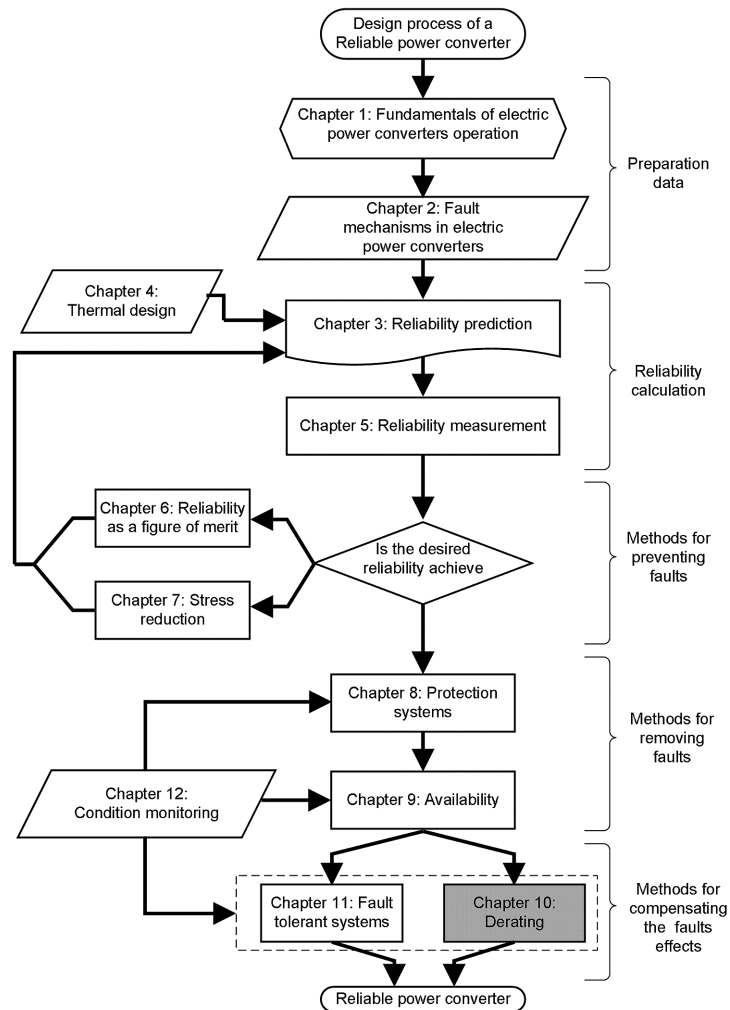 Design process of a
Reliable power converter
Chapter 1: Fundamentals of electric
power converters operation
Preparation
data
Chapter 2: Fault
mechanisms in electric
power converters
Chapter 4:
Thermal design
Chapter 3: Reliability prediction
Reliability
calculation
Chapter 5: Reliability measurement
Chapter 6: Reliability
as a figure of merit
Is the desired
reliability achieve
Methods for
preventing
faults
Chapter 7: Stress
reduction
Chapter 8: Protection
systems
Methods for
removing
faults
Chapter 12:
Condition monitoring
Chapter 9: Availability
Chapter 11: Fault
tolerant systems
Chapter 10:
Derating
Methods for
compensating
the faults
effects
Reliable power converter